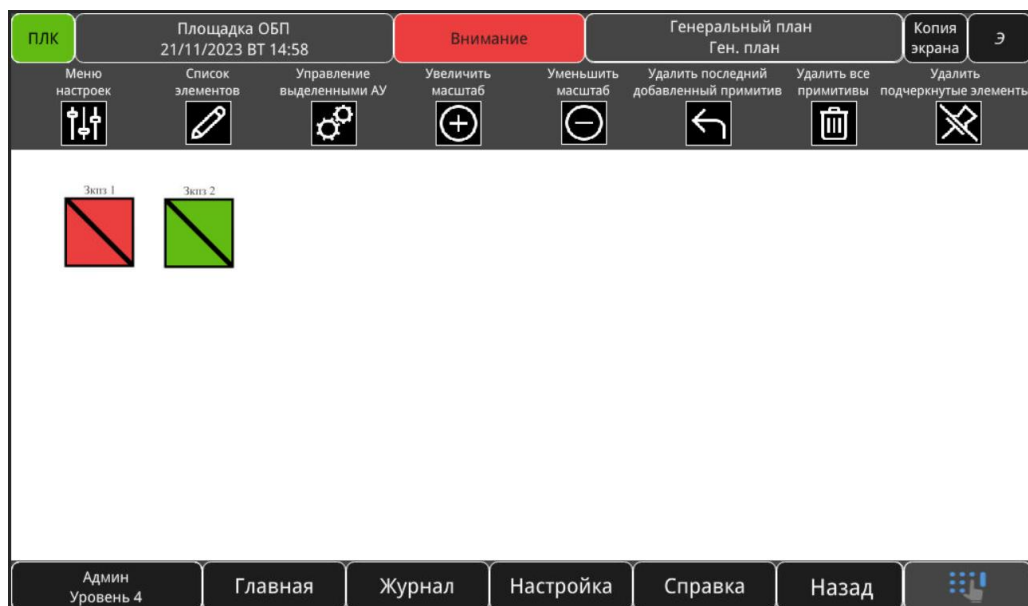 ПЛК
Площадка ОБП
21/11/2023 ВТ 14:58
Внимание
Генеральный план
Ген. план
Копия
экрана
Э
Меню
настроек
Список
элементов
Управление
выделенными АУ
Увеличить
масштаб
Уменьшить
масштаб
Удалить последний
добавленный примитив
Удалить все
примитивы
Удалить
подчеркнутые элементы
Зкпз 1
Зкпз 2
Админ
Уровень 4
Главная
Журнал
Настройка
Справка
Назад